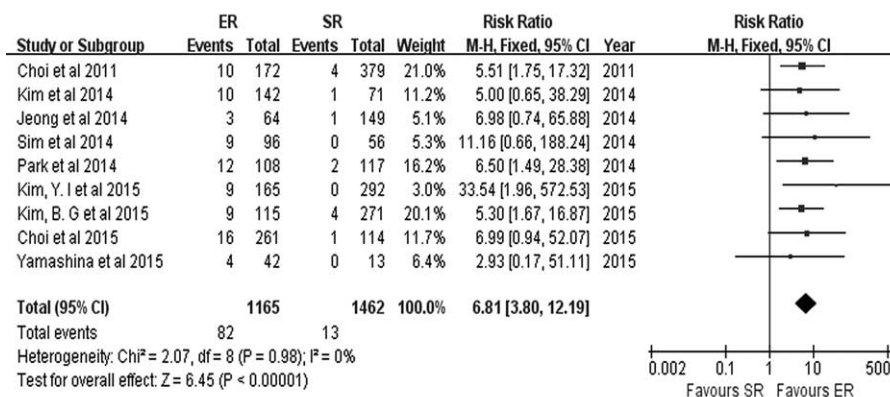 ER SR Risk Ratio Risk Ratio
Study or Subgroup Events Total Events Total Weight M-H, Fixed, 95% CI Year M-H, Fixed, 95% CI
Choi et al 2011 10 172 4 379 21.0% 5.51 [1.75, 17.32] 2011
Kim et al 2014 10 142 1 71 11.2% 5.00 [0.65, 38.29] 2014
Jeong et al 2014 3 64 1 149 5.1% 6.98 [0.74, 65.88] 2014
Sim et al 2014 9 96 0 56 5.3% 11.16 [0.66, 188.24] 2014
Park et al 2014 12 108 2 117 16.2% 6.50 [1.49, 28.38] 2014
Kim, Y. I et al 2015 9 165 0 292 3.0% 33.54 [1.96, 572.53] 2015
Kim, B. G et al 2015 9 115 4 271 20.1% 5.30 [1.67, 16.87] 2015
Choi et al 2015 16 261 1 114 11.7% 6.99 [0.94, 52.07] 2015
Yamashina et al 2015 4 42 0 13 6.4% 2.93 [0.17, 51.11] 2015
Total (95% CI) 1165 1462 100.0% 6.81 [3.80, 12.19]
Total events 82 13
Heterogeneity: Chi² = 2.07, df = 8 (P = 0.98); I² = 0%
Test for overall effect: Z = 6.45 (P < 0.00001)
0.002 0.1 1 10 500
Favours SR Favours ER